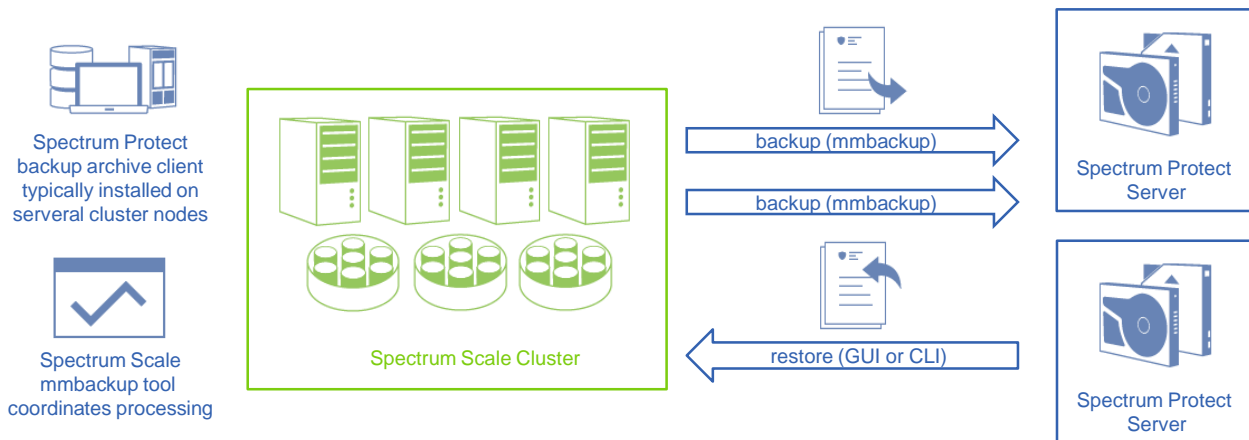 Spectrum Protect
backup archive client
typically installed on
serveral cluster nodes
Spectrum Scale
mmbackup tool
coordinates processing
Spectrum Scale Cluster
backup (mmbackup)
backup (mmbackup)
restore (GUI or CLI)
Spectrum Protect
Server
Spectrum Protect
Server